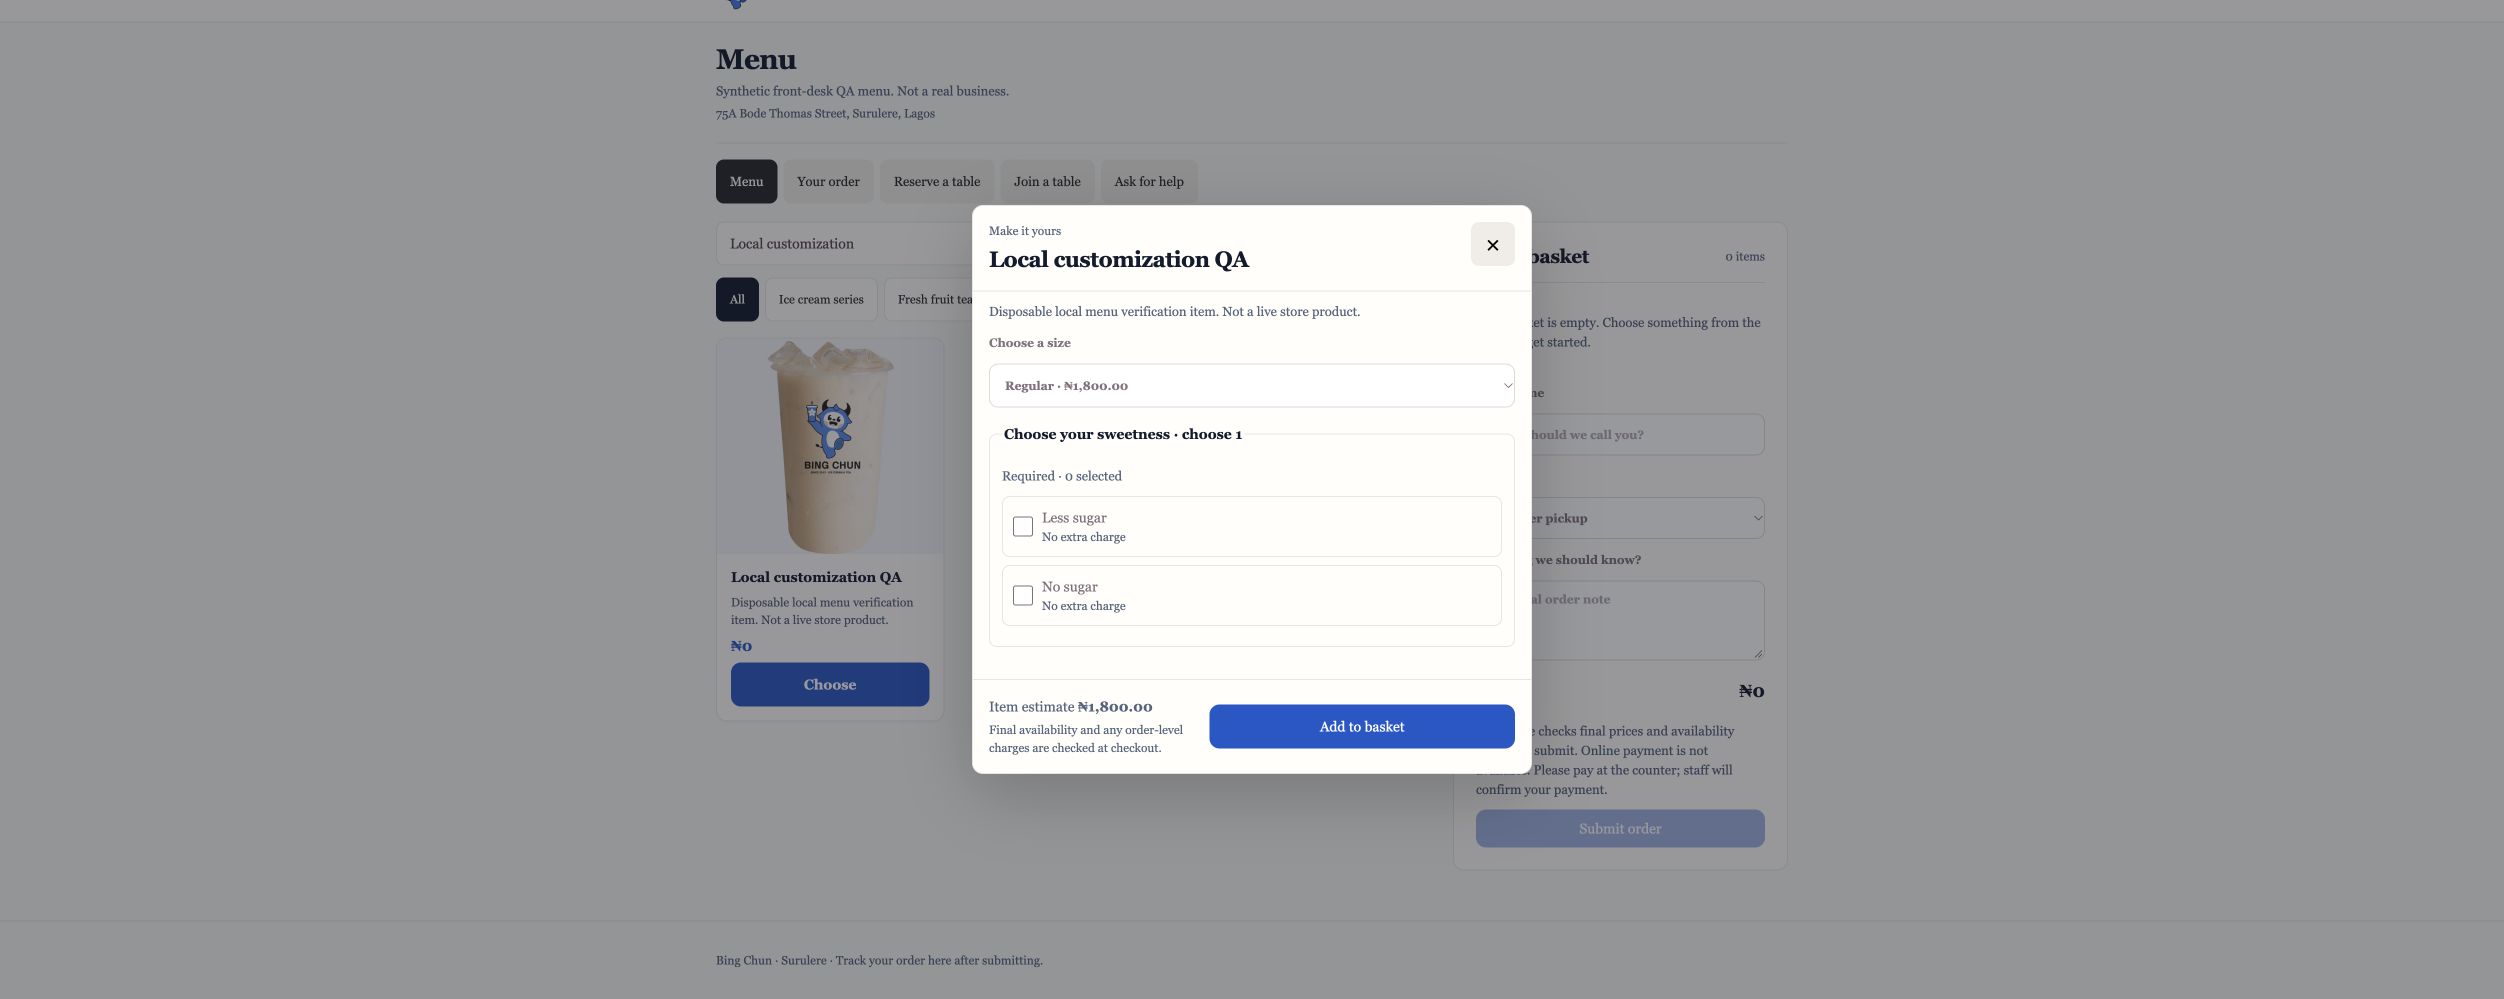 Menu
Synthetic front-desk QA menu. Not a real business.
75A Bode Thomas Street, Surulere, Lagos
Menu
Your order
Reserve a table
Join a table
Ask for help
Local customization
All
Ice cream series
Fresh fruit tea
BING CHUN
Local customization QA
Disposable local menu verification
item. Not a live store product.
₦0
Choose
Make it yours
Local customization QA
✕
Disposable local menu verification item. Not a live store product.
Choose a size
Regular · ₦1,800.00
Choose your sweetness · choose 1
Required · 0 selected
Less sugar
No extra charge
No sugar
No extra charge
Item estimate ₦1,800.00
Final availability and any order-level
charges are checked at checkout.
Add to basket
basket
0 items
is empty. Choose something from the
get started.
should we call you?
pickup
we should know?
order note
₦0
checks final prices and availability
submit. Online payment is not
Please pay at the counter; staff will
confirm your payment.
Submit order
Bing Chun · Surulere · Track your order here after submitting.